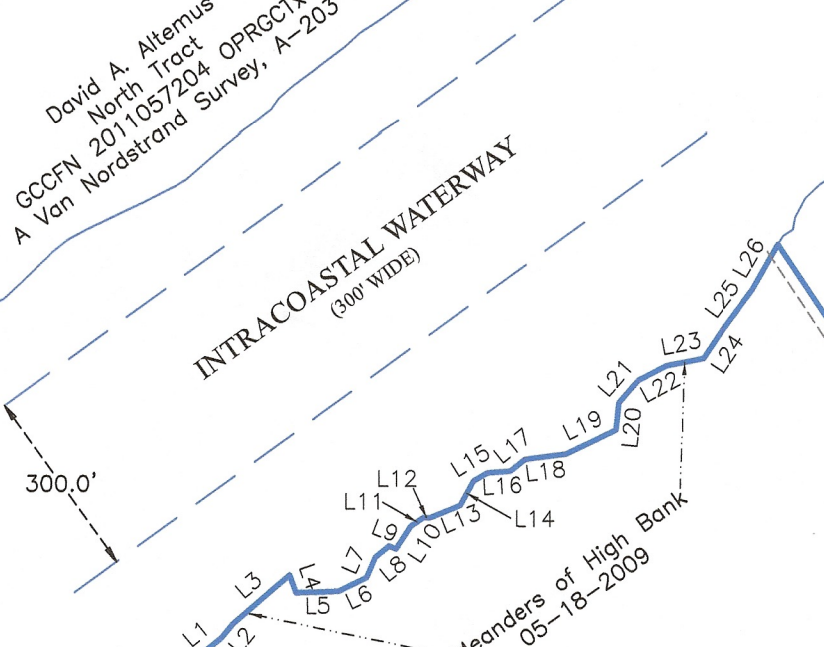 David A. Altemus
North Tract
GCCFN 2011057204 OPRGCTx
A Van Nordstrand Survey, A-203
INTRACOASTAL WATERWAY
(300' WIDE)
300.0'
L1
L2
L3
L4
L5
L6
L7
L8
L9
L10
L11
L12
L13
L14
L15
L16
L17
L18
L19
L20
L21
L22
L23
L24
L25
L26
Meanders of High Bank
05-18-2009